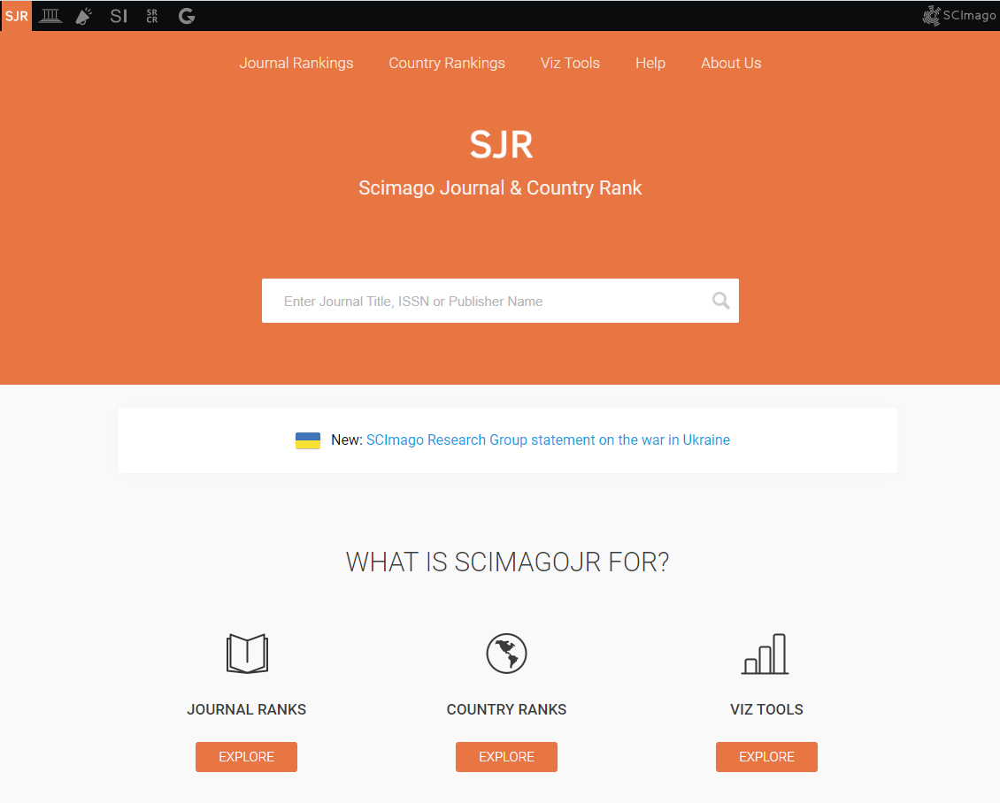 SJR
SI
SR
CR
G
SCImago
Journal Rankings
Country Rankings
Viz Tools
Help
About Us
SJR
Scimago Journal & Country Rank
Enter Journal Title, ISSN or Publisher Name
New: SCImago Research Group statement on the war in Ukraine
WHAT IS SCIMAGOJR FOR?
JOURNAL RANKS
COUNTRY RANKS
VIZ TOOLS
EXPLORE
EXPLORE
EXPLORE